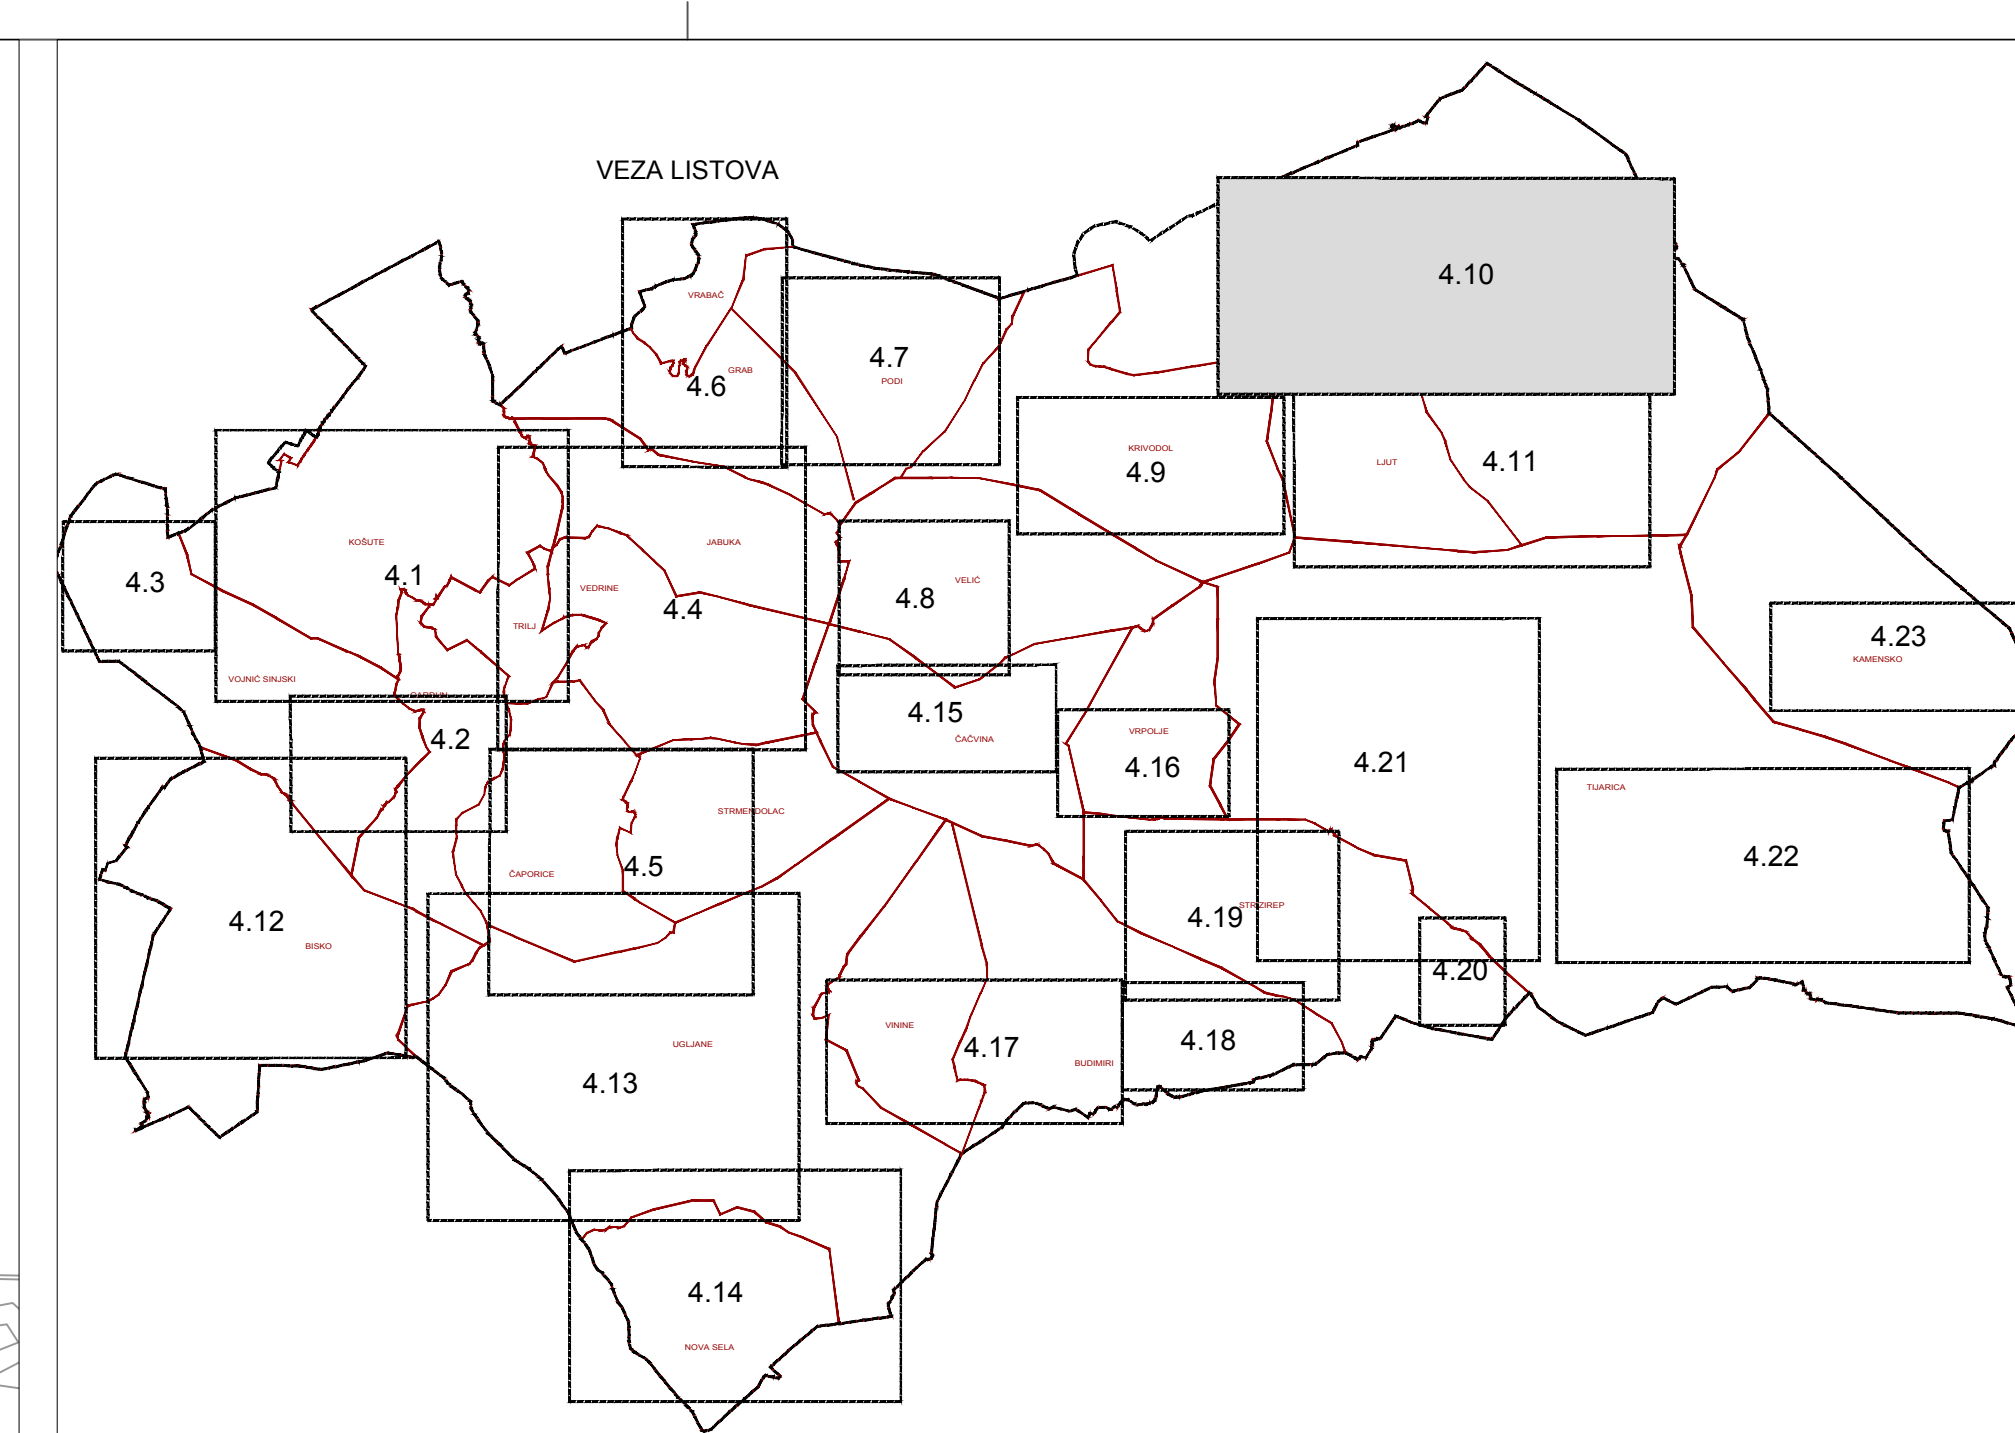 VEZA LISTOVA
4.10
VRABAČ
4.7
GRAB
PODI
4.6
KRIVODOL
4.9
LJUT
4.11
KOŠUTE
JABUKA
4.1
4.3
VEDRINE
4.4
VELIĆ
4.8
TRILJ
4.23
KAMENSKO
VOJNIĆ SINJSKI
GARDUN
4.2
4.15
ČAČVINA
VRPOLJE
4.16
4.21
TIJARICA
STRMENDOLAC
4.22
4.5
ČAPORICE
4.12
BISKO
4.19
STRIZIREP
4.20
VININE
4.17
4.18
UGLJANE
BUDIMIRI
4.13
4.14
NOVA SELA